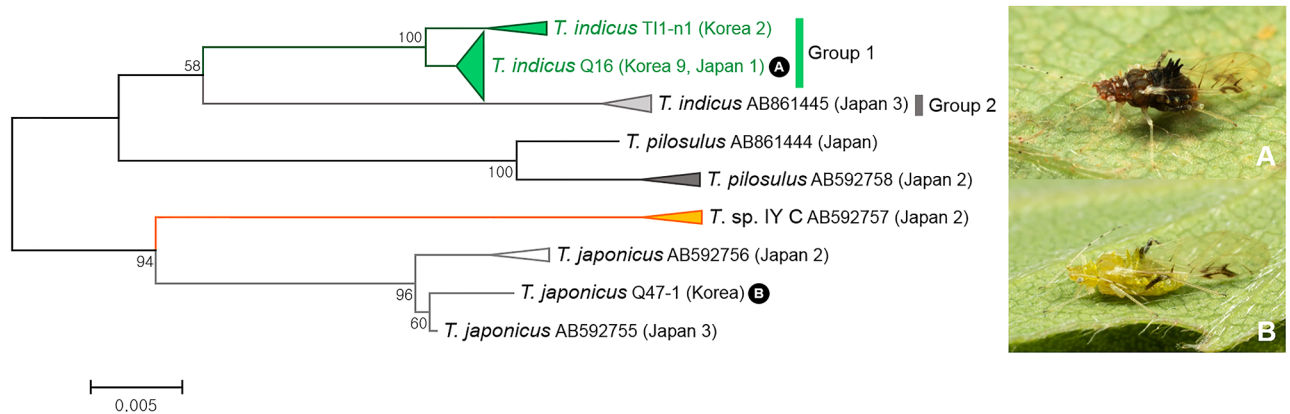 100
T. indicus TI1-n1 (Korea 2)
Group 1
58
T. indicus Q16 (Korea 9, Japan 1) A
T. indicus AB861445 (Japan 3)
Group 2
T. pilosulus AB861444 (Japan)
100
T. pilosulus AB592758 (Japan 2)
T. sp. IY C AB592757 (Japan 2)
94
T. japonicus AB592756 (Japan 2)
96
T. japonicus Q47-1 (Korea) B
60
T. japonicus AB592755 (Japan 3)
0.005
A
B